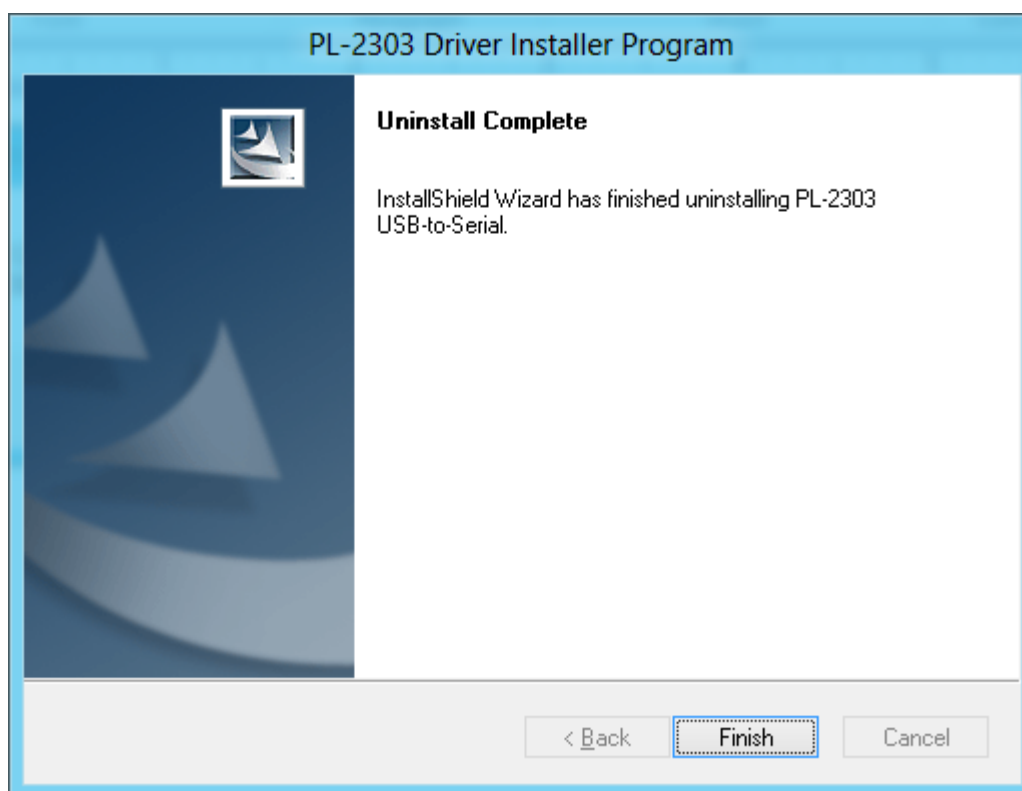 PL-2303 Driver Installer Program
Uninstall Complete
InstallShield Wizard has finished uninstalling PL-2303
USB-to-Serial.
< Back
Finish
Cancel